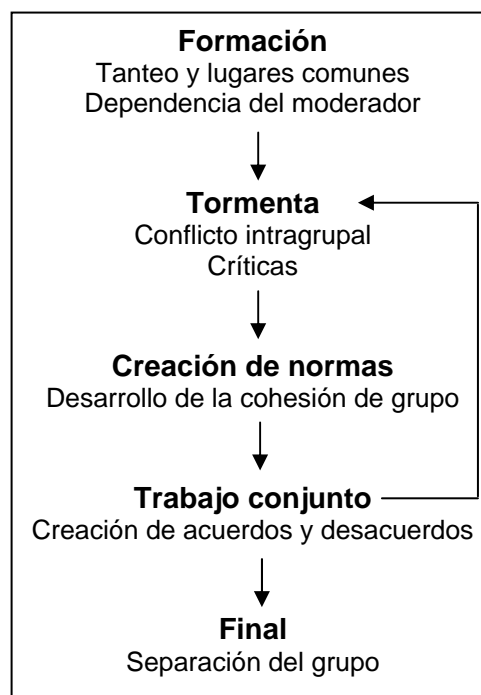 Formación
Tanteo y lugares comunes
Dependencia del moderador
Tormenta
Conflicto intragrupal
Críticas
Creación de normas
Desarrollo de la cohesión de grupo
Trabajo conjunto
Creación de acuerdos y desacuerdos
Final
Separación del grupo